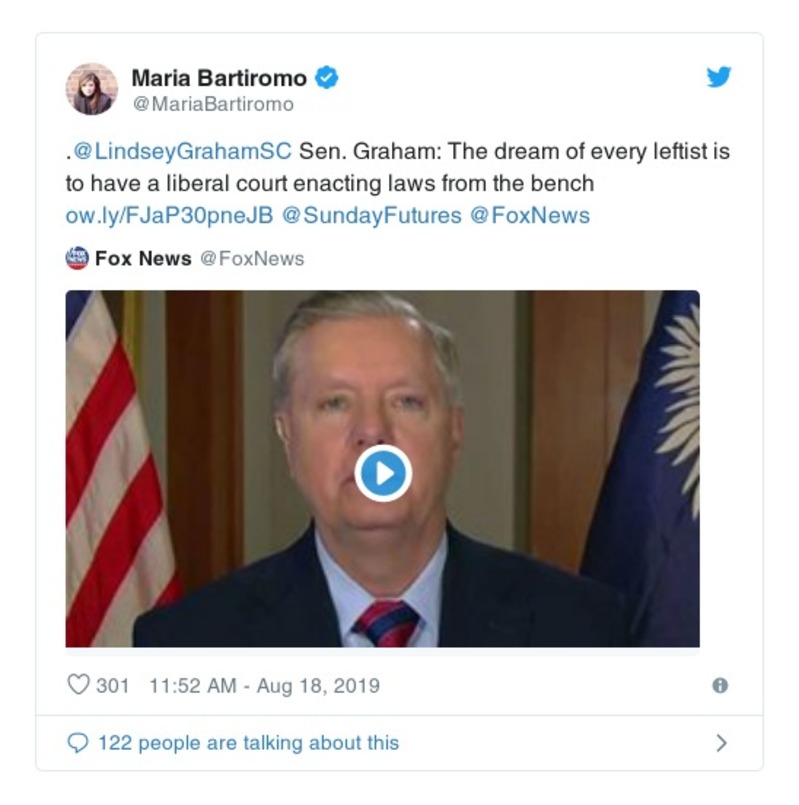 Maria Bartiromo
@MariaBartiromo
.@LindseyGrahamSC Sen. Graham: The dream of every leftist is
to have a liberal court enacting laws from the bench
ow.ly/FJaP30pneJB @SundayFutures @FoxNews
Fox News @FoxNews
301 11:52 AM - Aug 18, 2019
122 people are talking about this